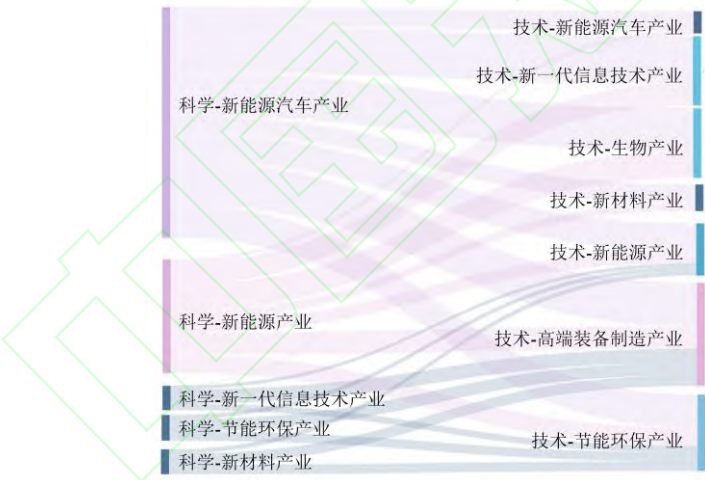 技术-新能源汽车产业
技术-新一代信息技术产业
科学-新能源汽车产业
技术-生物产业
技术-新材料产业
技术-新能源产业
科学-新能源产业
技术-高端装备制造产业
科学-新一代信息技术产业
科学-节能环保产业
技术-节能环保产业
科学-新材料产业